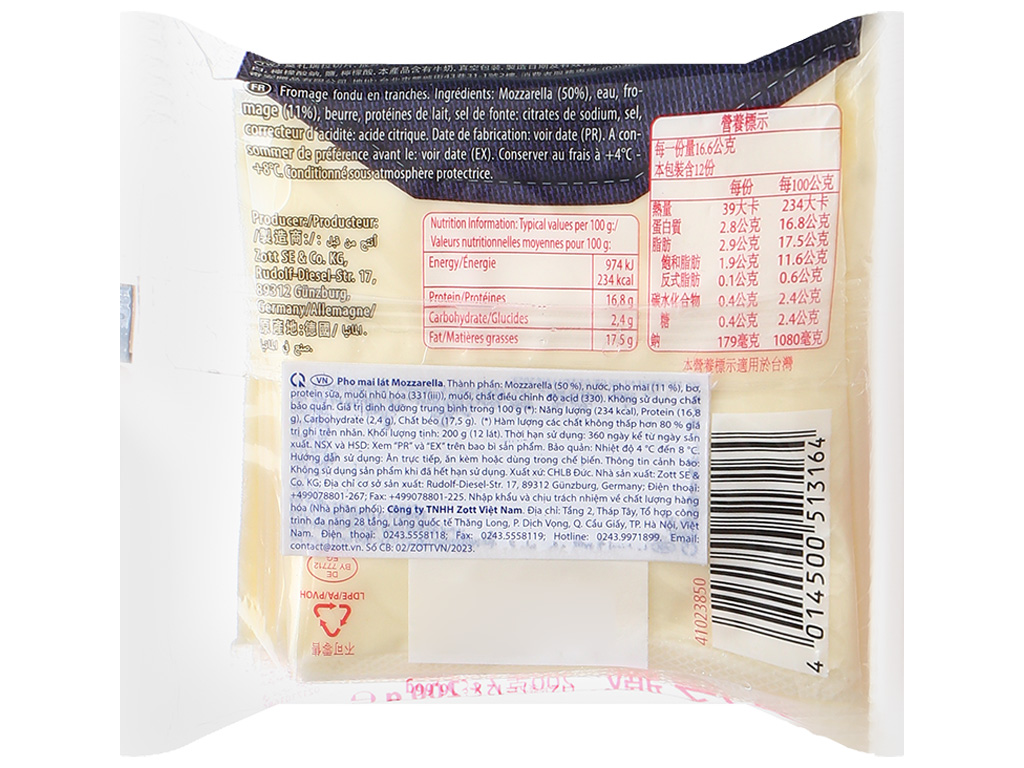 FR Fromage fondu en tranches. Ingrédients: Mozzarella (50%), eau, fro-
mage (11%), beurre, protéines de lait, sel de fonte: citrates de sodium, sel,
correcteur d'acidité: acide citrique. Date de fabrication: voir date (PR). A con-
sommer de préférence avant le: voir date (EX). Conserver au frais à +4°C -
+8°C. Conditionné sous atmosphère protectrice.
Producer:/Producteur:
/製造商:/: انتج من قبل
Zott SE & Co. KG,
Rudolf-Diesel-Str. 17,
89312 Günzburg,
Germany/Allemagne/
原產地:德國/ المانيا.
صنع في المانيا
Nutrition Information: Typical values per 100 g:/
Valeurs nutritionnelles moyennes pour 100 g:
Energy/Énergie 974 kJ
234 kcal
Protein/Protéines 16,8 g
Carbohydrate/Glucides 2,4 g
Fat/Matières grasses 17,5 g
營養標示
每一份量16.6公克
本包裝含12份
每份 每100公克
熱量 39大卡 234大卡
蛋白質 2.8公克 16.8公克
脂肪 2.9公克 17.5公克
飽和脂肪 1.9公克 11.6公克
反式脂肪 0.1公克 0.6公克
碳水化合物 0.4公克 2.4公克
糖 0.4公克 2.4公克
鈉 179毫克 1080毫克
本營養標示適用於台灣
VN Pho mai lát Mozzarella. Thành phần: Mozzarella (50 %), nước, pho mai (11 %), bơ,
protein sữa, muối nhũ hóa (331(iii)), muối, chất điều chỉnh độ acid (330). Không sử dụng chất
bảo quản. Giá trị dinh dưỡng trung bình trong 100 g (*): Năng lượng (234 kcal), Protein (16,8
g), Carbohydrate (2,4 g), Chất béo (17,5 g). (*) Hàm lượng các chất không thấp hơn 80 % giá
trị ghi trên nhãn. Khối lượng tịnh: 200 g (12 lát). Thời hạn sử dụng: 360 ngày kể từ ngày sản
xuất. NSX và HSD: Xem "PR" và "EX" trên bao bì sản phẩm. Bảo quản: Nhiệt độ 4 °C đến 8 °C.
Hướng dẫn sử dụng: Ăn trực tiếp, ăn kèm hoặc dùng trong chế biến. Thông tin cảnh báo:
Không sử dụng sản phẩm khi đã hết hạn sử dụng. Xuất xứ: CHLB Đức. Nhà sản xuất: Zott SE &
Co. KG; Địa chỉ cơ sở sản xuất: Rudolf-Diesel-Str. 17, 89312 Günzburg, Germany; Điện thoại:
+499078801-267; Fax: +499078801-225. Nhập khẩu và chịu trách nhiệm về chất lượng hàng
hóa (Nhà phân phối): Công ty TNHH Zott Việt Nam. Địa chỉ: Tầng 2, Tháp Tây, Tổ hợp công
trình đa năng 28 tầng, Làng quốc tế Thăng Long, P. Dịch Vọng, Q. Cầu Giấy, TP. Hà Nội, Việt
Nam. Điện thoại: 0243.5558118; Fax: 0243.5558119; Hotline: 0243.9971899, Email:
contact@zott.vn. Số CB: 02/ZOTTVN/2023.
DE
BY 77712
LDPE/PA/PVOH
不可零售
41023850
4 014500 513164